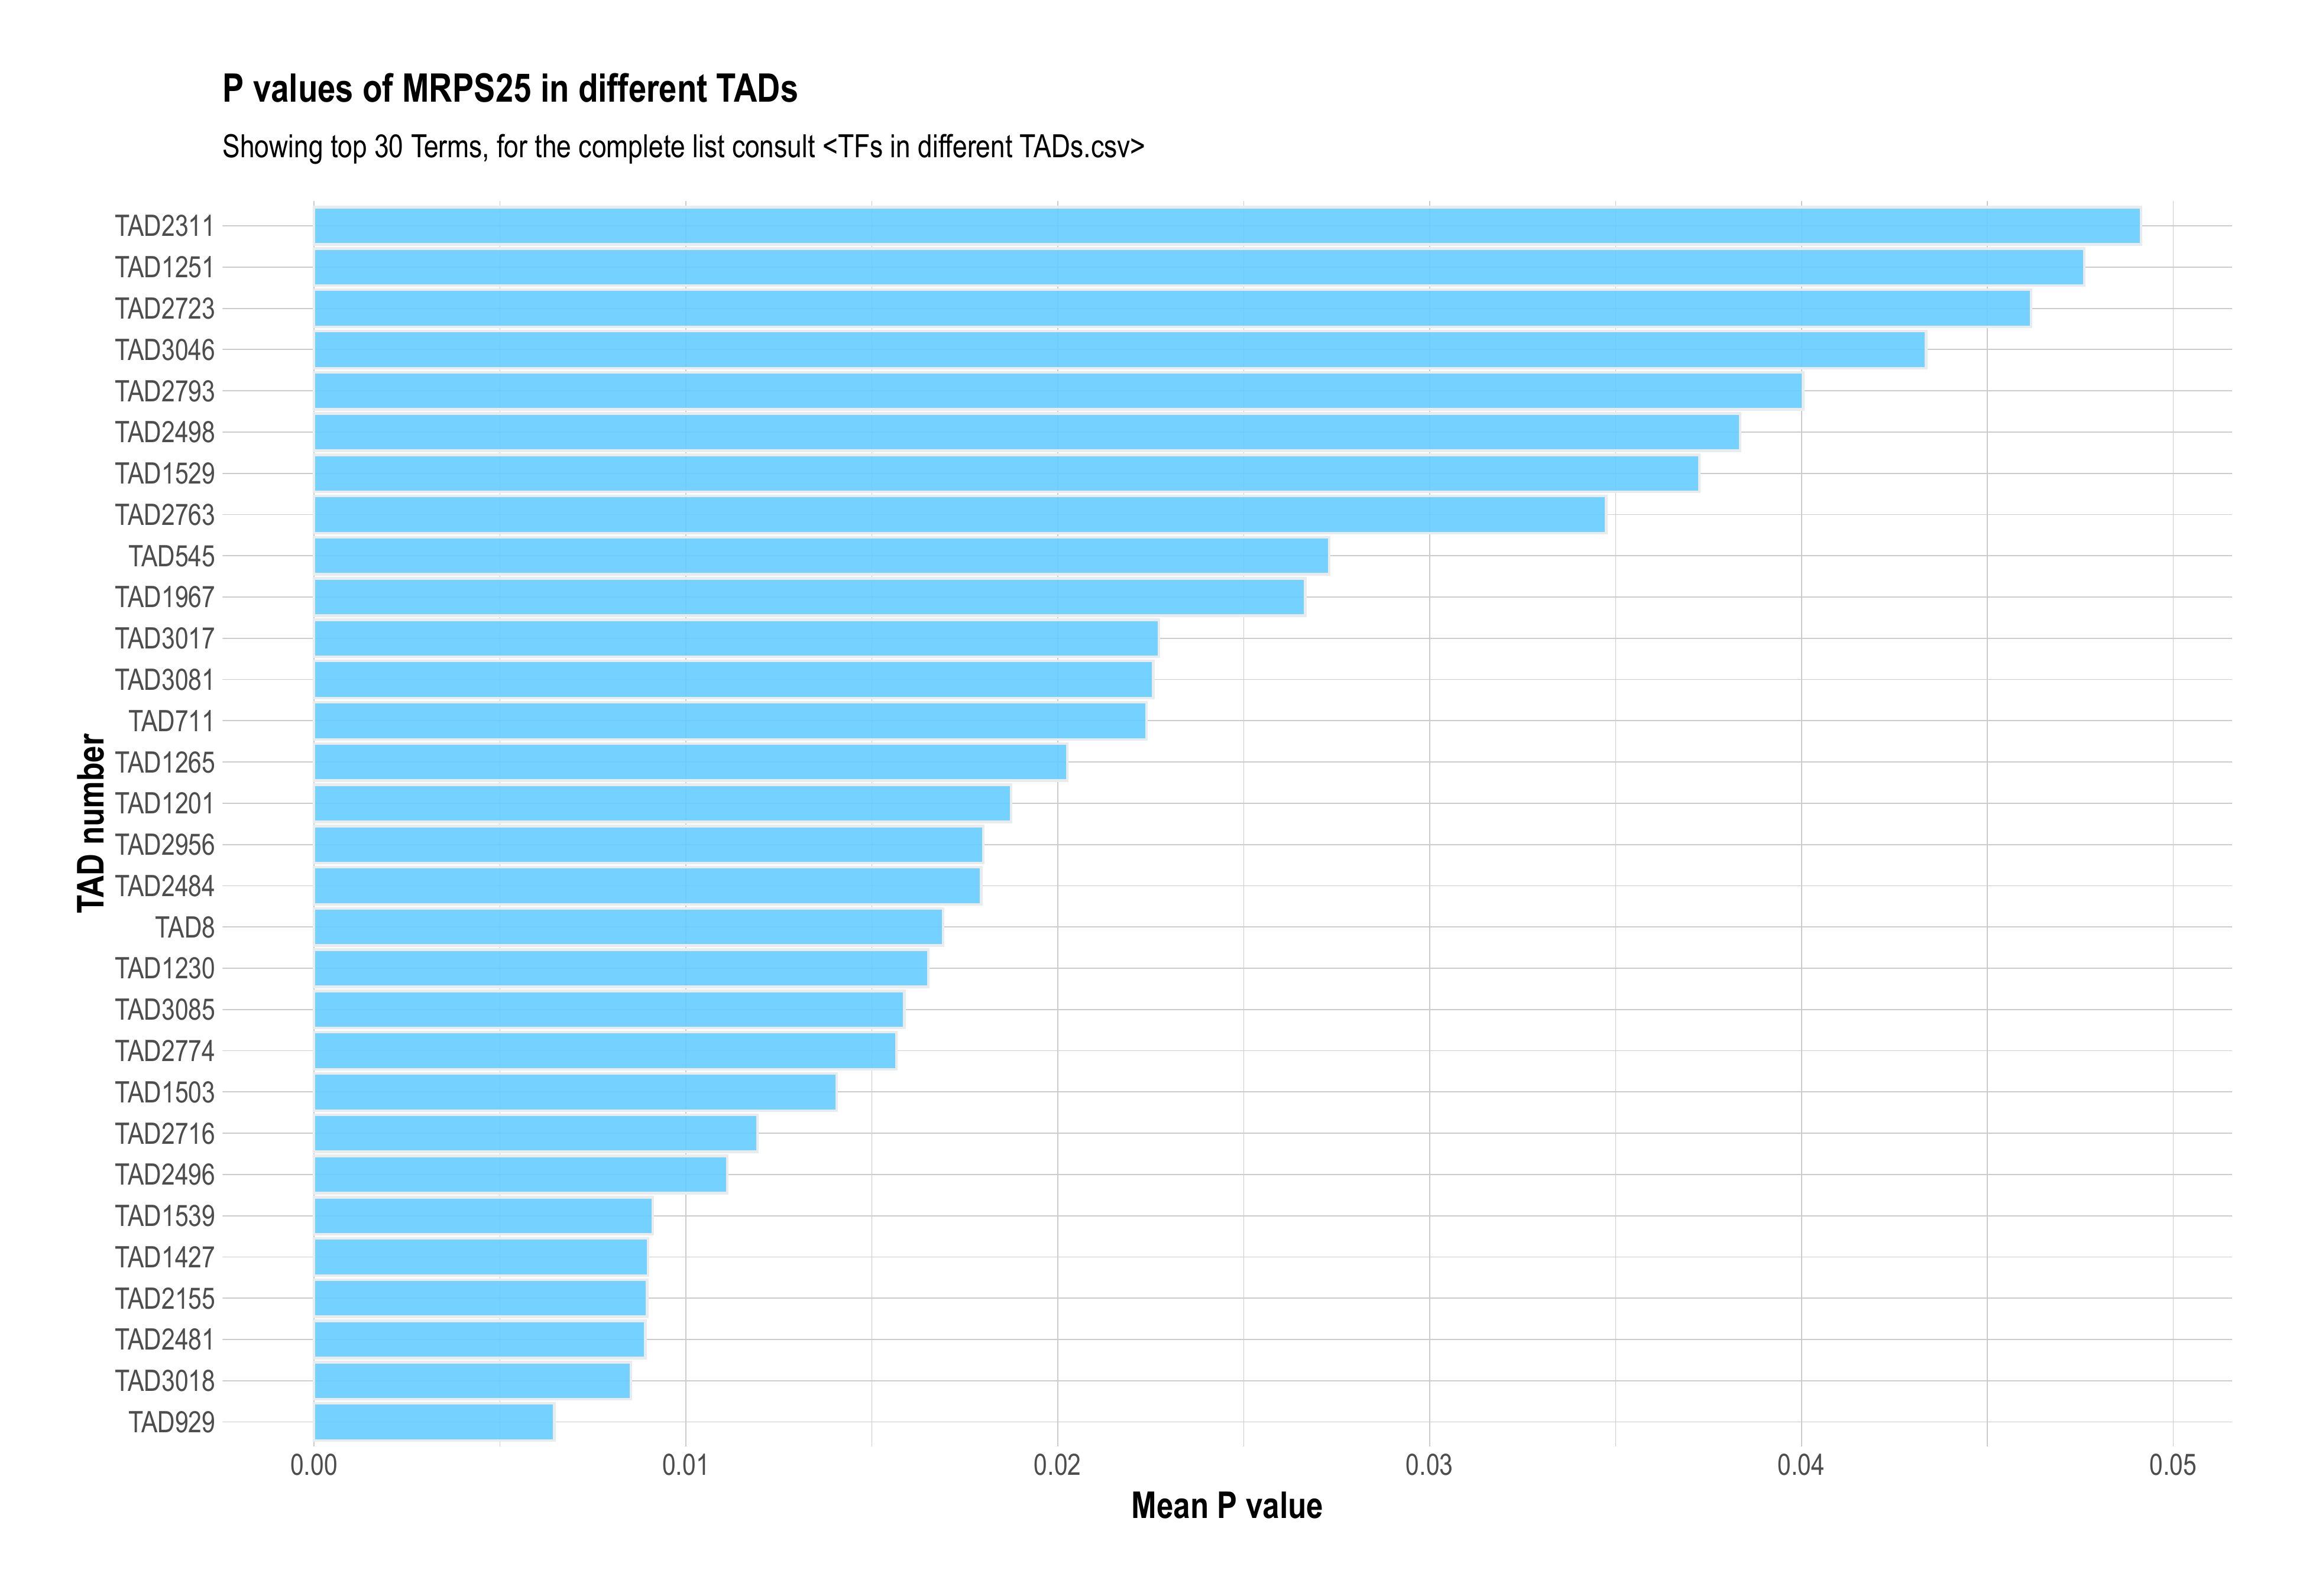 P values of MRPS25 in different TADs
Showing top 30 Terms, for the complete list consult <TFs in different TADs.csv>
TAD number
TAD2311
TAD1251
TAD2723
TAD3046
TAD2793
TAD2498
TAD1529
TAD2763
TAD545
TAD1967
TAD3017
TAD3081
TAD711
TAD1265
TAD1201
TAD2956
TAD2484
TAD8
TAD1230
TAD3085
TAD2774
TAD1503
TAD2716
TAD2496
TAD1539
TAD1427
TAD2155
TAD2481
TAD3018
TAD929
0.00 0.01 0.02 0.03 0.04 0.05
Mean P value